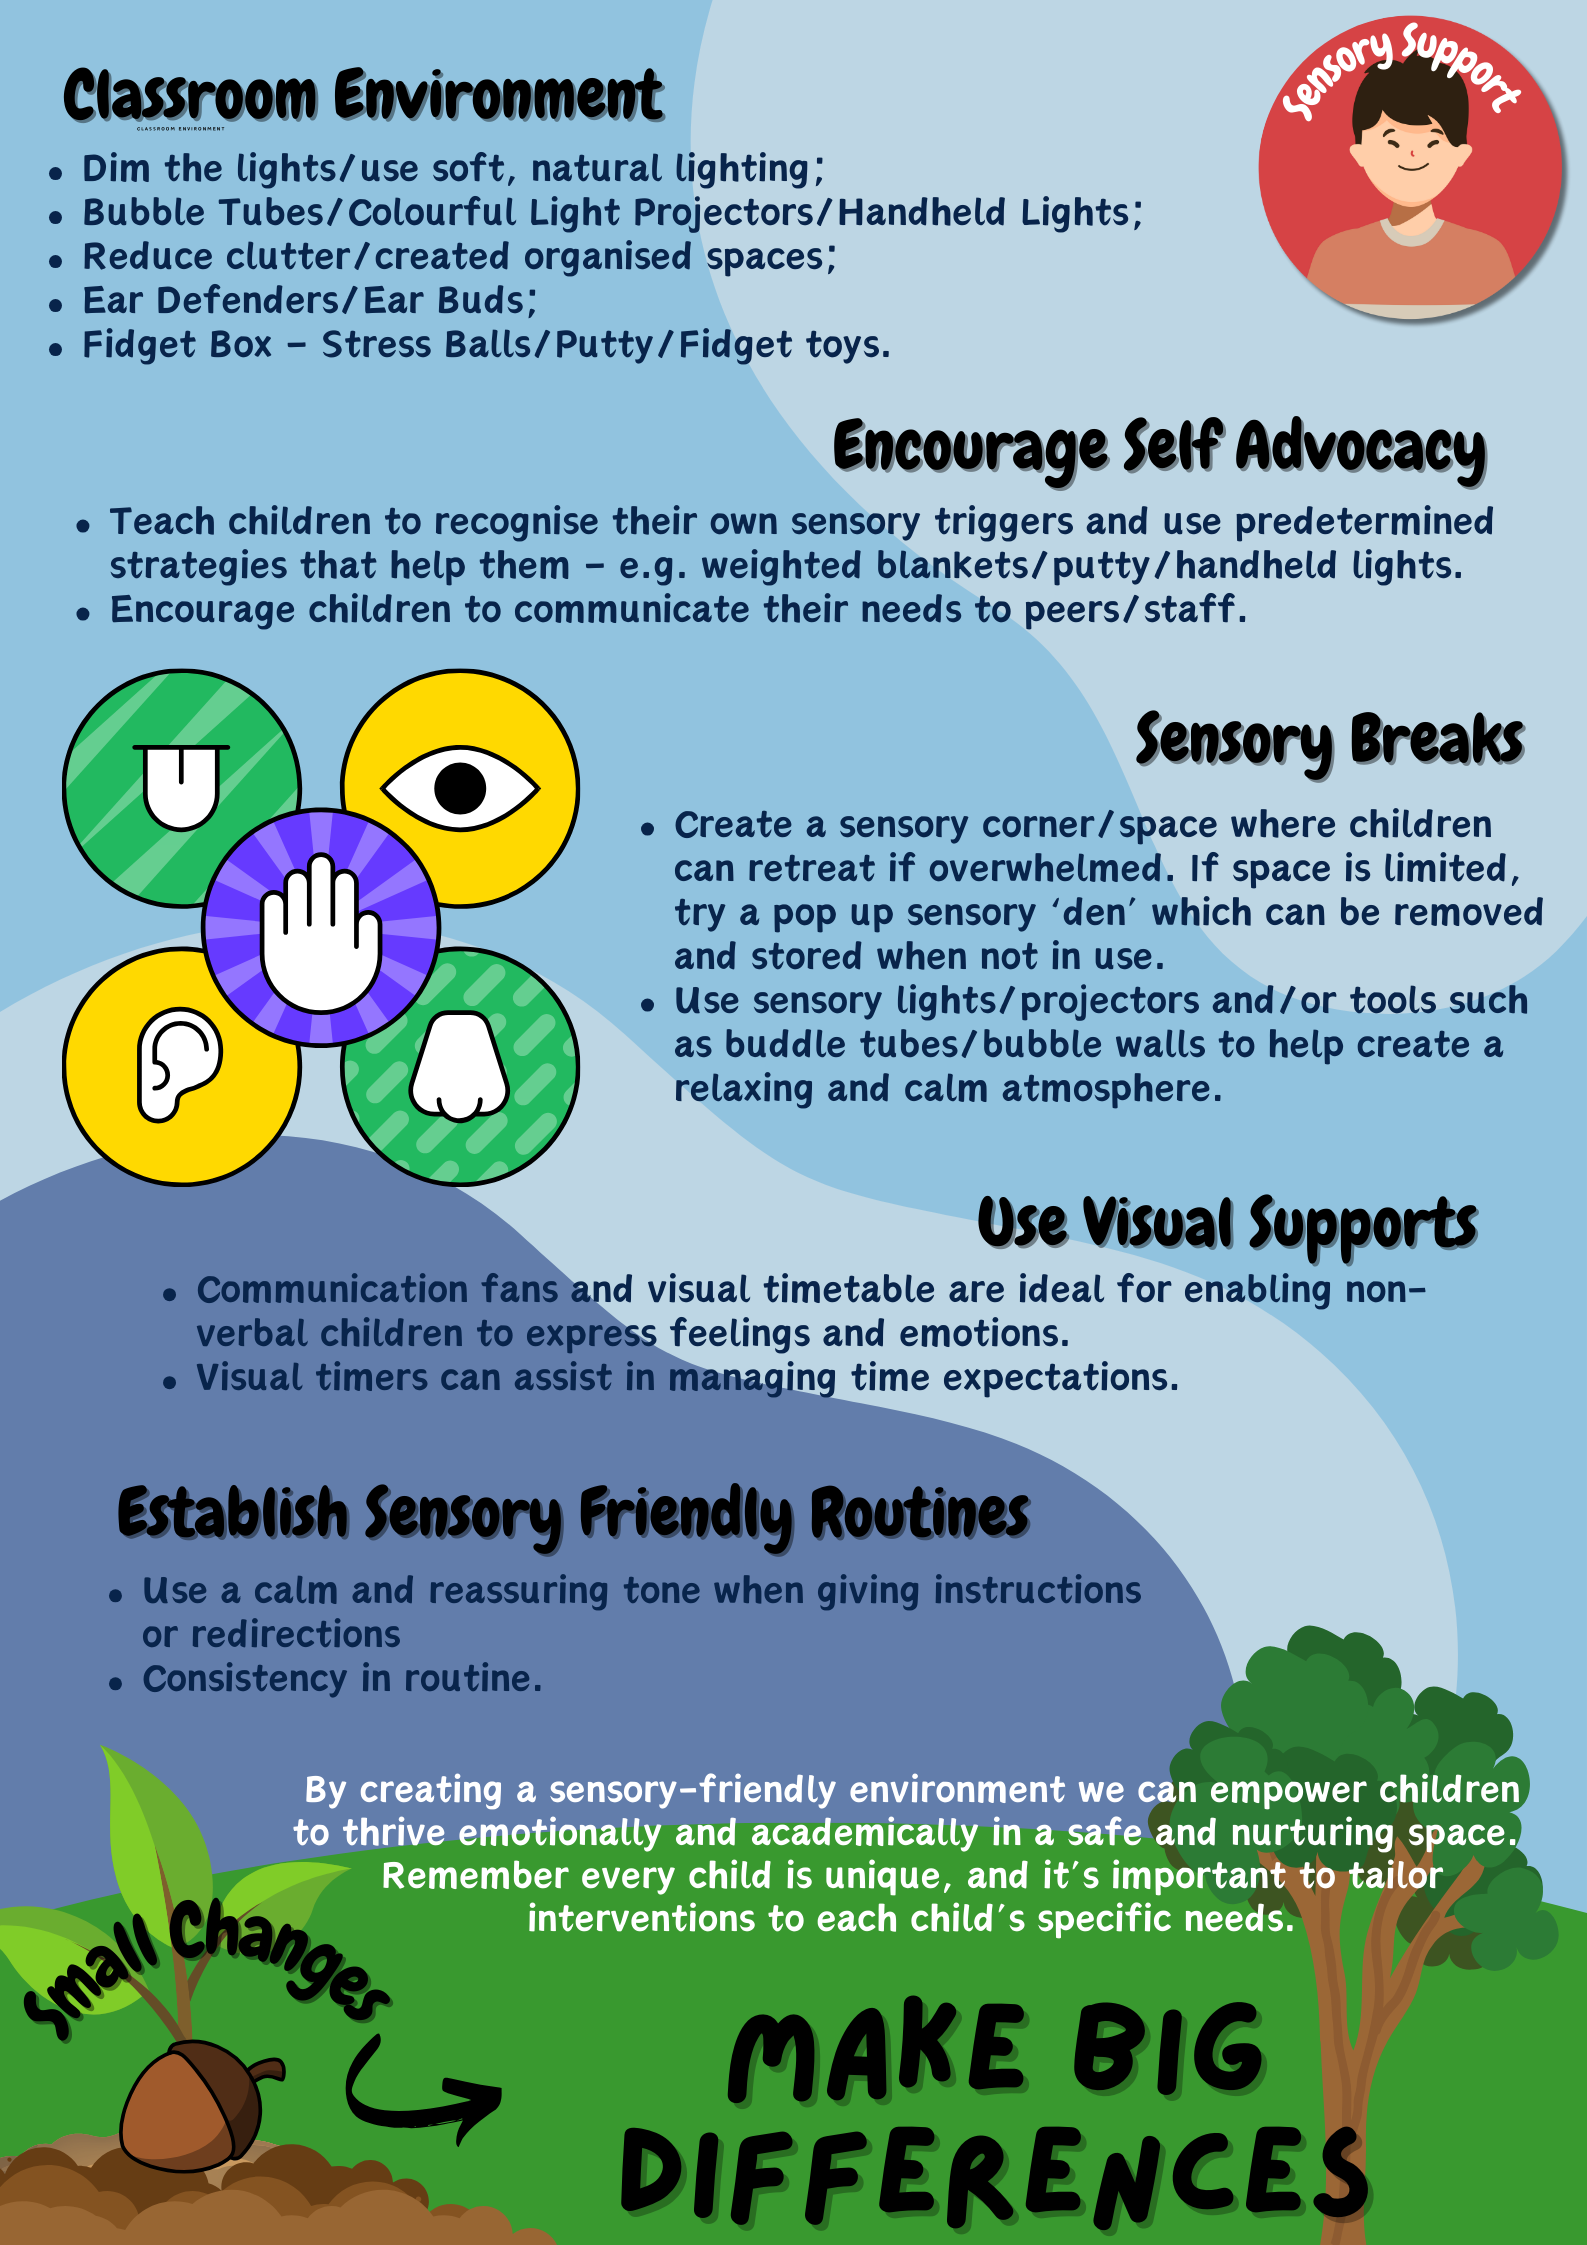 Sensory Support
Classroom Environment
CLASSROOM ENVIRONMENT
• Dim the lights/use soft, natural lighting;
• Bubble Tubes/Colourful Light Projectors/Handheld Lights;
• Reduce clutter/created organised spaces;
• Ear Defenders/Ear Buds;
• Fidget Box - Stress Balls/Putty/Fidget toys.
Encourage Self Advocacy
• Teach children to recognise their own sensory triggers and use predetermined
strategies that help them - e.g. weighted blankets/putty/handheld lights.
• Encourage children to communicate their needs to peers/staff.
Sensory Breaks
• Create a sensory corner/space where children
can retreat if overwhelmed. If space is limited,
try a pop up sensory ‘den’ which can be removed
and stored when not in use.
• Use sensory lights/projectors and/or tools such
as buddle tubes/bubble walls to help create a
relaxing and calm atmosphere.
Use Visual Supports
• Communication fans and visual timetable are ideal for enabling non-
verbal children to express feelings and emotions.
• Visual timers can assist in managing time expectations.
Establish Sensory Friendly Routines
• Use a calm and reassuring tone when giving instructions
or redirections
• Consistency in routine.
By creating a sensory-friendly environment we can empower children
to thrive emotionally and academically in a safe and nurturing space.
Remember every child is unique, and it’s important to tailor
interventions to each child’s specific needs.
Small Changes
MAKE BIG
DIFFERENCES